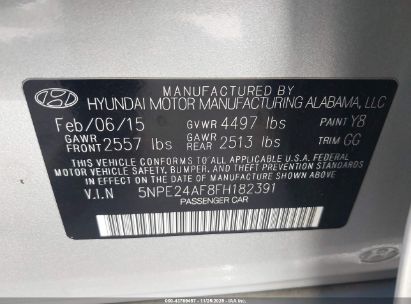 MANUFACTURED BY
HYUNDAI MOTOR MANUFACTURING ALABAMA, LLC
Feb/06/15 GVWR 4497 lbs PAINT Y8
GAWR FRONT 2557 lbs GAWR REAR 2513 lbs TRIM GG
THIS VEHICLE CONFORMS TO ALL APPLICABLE U.S.A. FEDERAL
MOTOR VEHICLE SAFETY, BUMPER, AND THEFT PREVENTION
STANDARDS IN EFFECT ON THE DATE OF MANUFACTURE SHOWN ABOVE.
V.I.N 5NPE24AF8FH182391
PASSENGER CAR